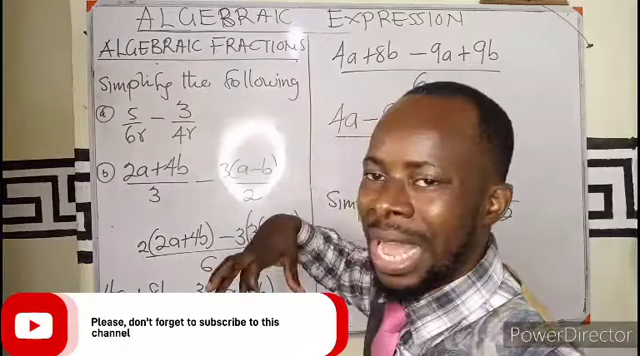 ALGEBRAIC EXPRESSION
ALGEBRAIC FRACTIONS
Simplify the following
(a) 5/6r − 3/4r
(b) 2a+4b/3 − 3(a−b)/2
2(2a+4b) − 3(3
6
4a+8b − 9a+9b
6
4a −
Sim
Please, don't forget to subscribe to this
channel
PowerDirector